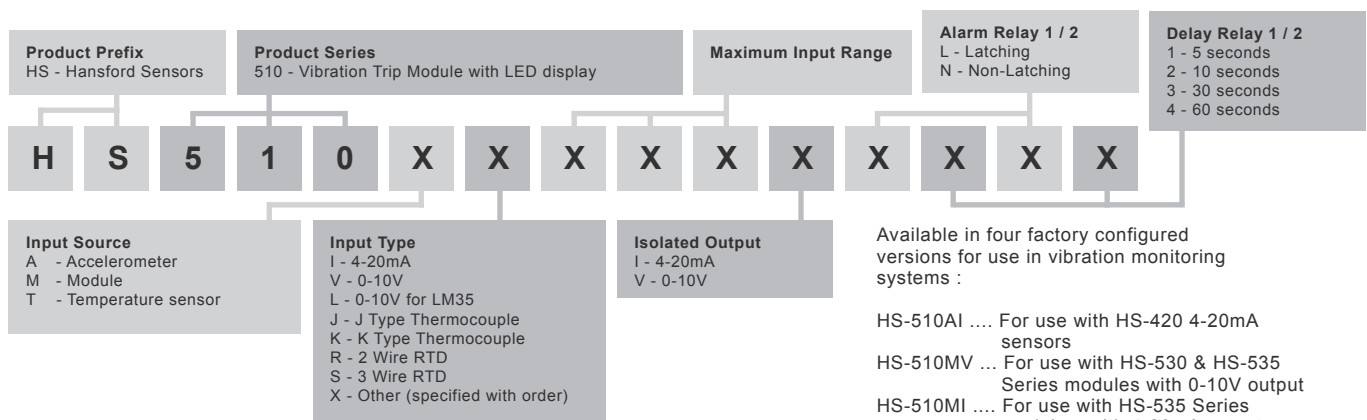 Product Prefix
HS - Hansford Sensors
Product Series
510 - Vibration Trip Module with LED display
Maximum Input Range
Alarm Relay 1 / 2
L - Latching
N - Non-Latching
Delay Relay 1 / 2
1 - 5 seconds
2 - 10 seconds
3 - 30 seconds
4 - 60 seconds
H S 5 1 0 X X X X X X X X X X
Input Source
A - Accelerometer
M - Module
T - Temperature sensor
Input Type
I - 4-20mA
V - 0-10V
L - 0-10V for LM35
J - J Type Thermocouple
K - K Type Thermocouple
R - 2 Wire RTD
S - 3 Wire RTD
X - Other (specified with order)
Isolated Output
I - 4-20mA
V - 0-10V
Available in four factory configured
versions for use in vibration monitoring
systems :
HS-510AI .... For use with HS-420 4-20mA
sensors
HS-510MV ... For use with HS-530 & HS-535
Series modules with 0-10V output
HS-510MI .... For use with HS-535 Series